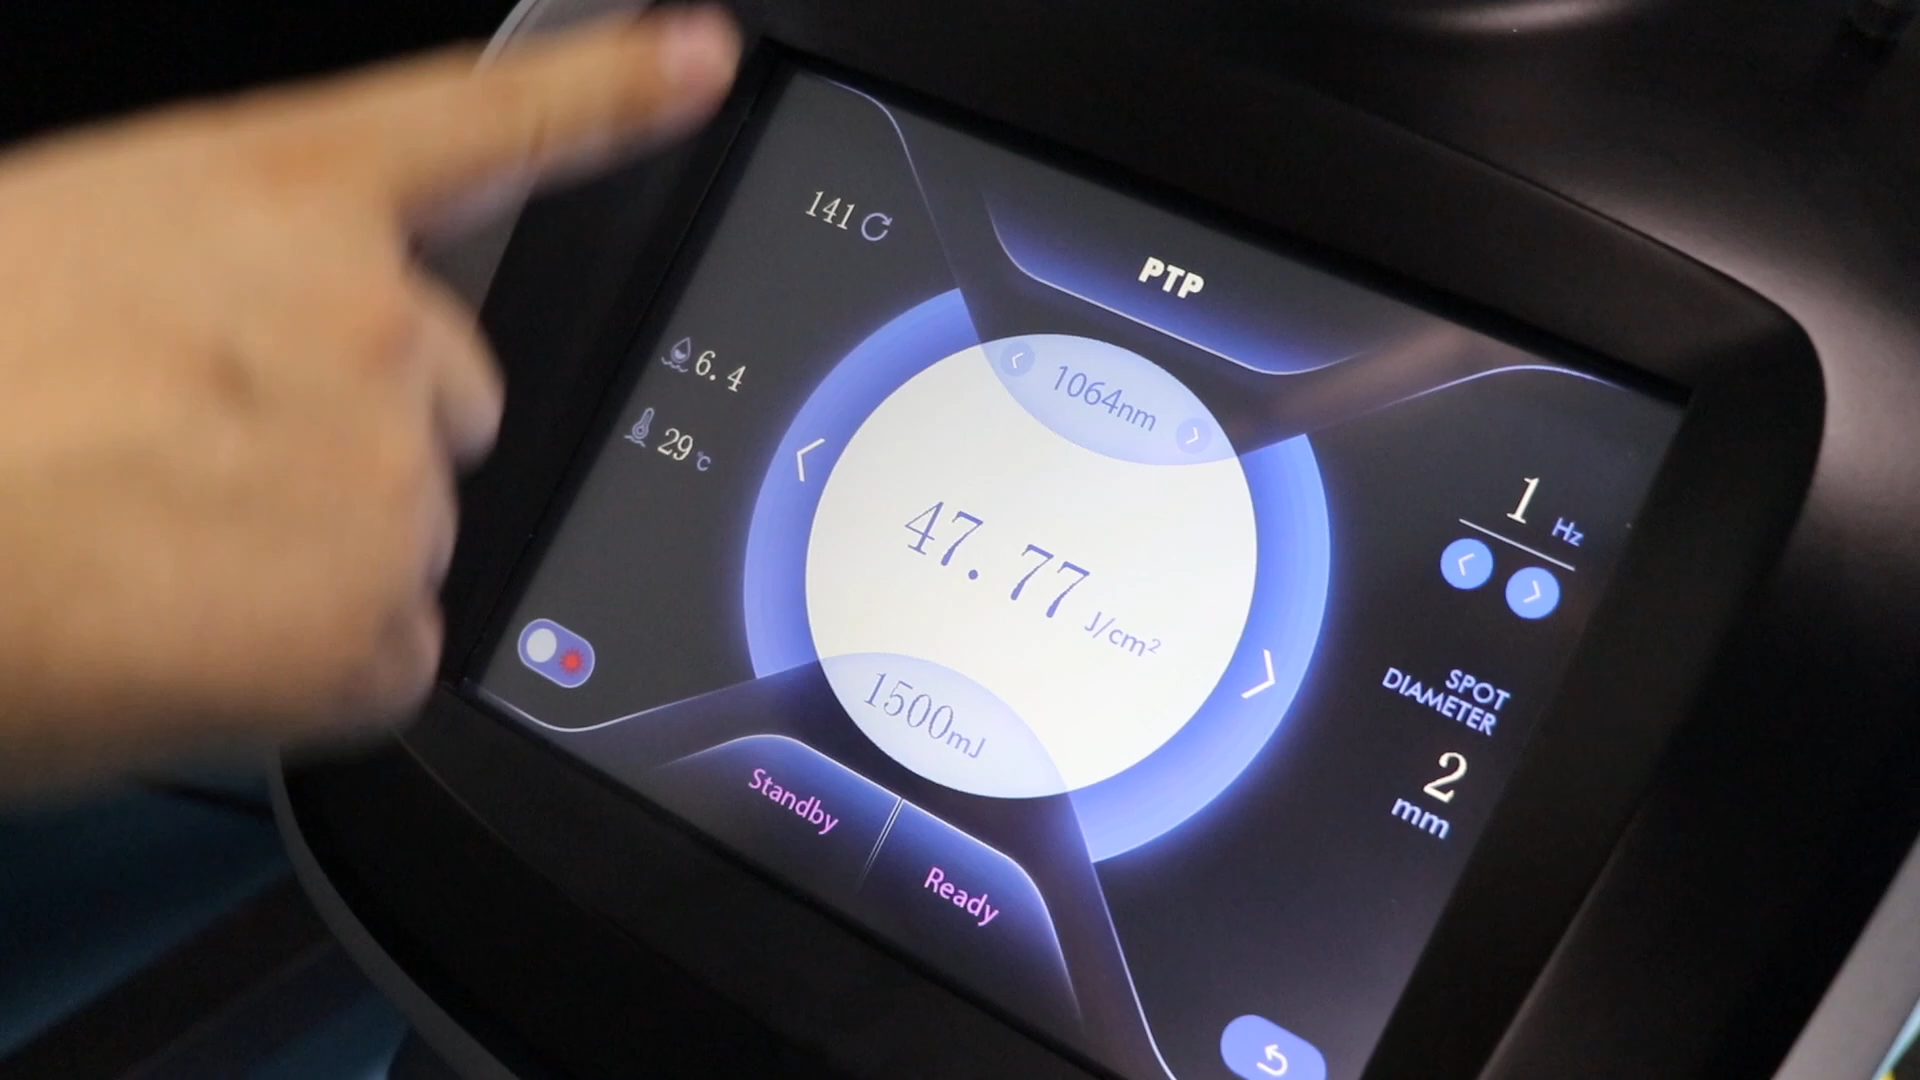 141
PTP
6.4
29 °C
1064nm
47.77 J/cm²
1500mJ
1 Hz
SPOT
DIAMETER
2
mm
Standby
Ready